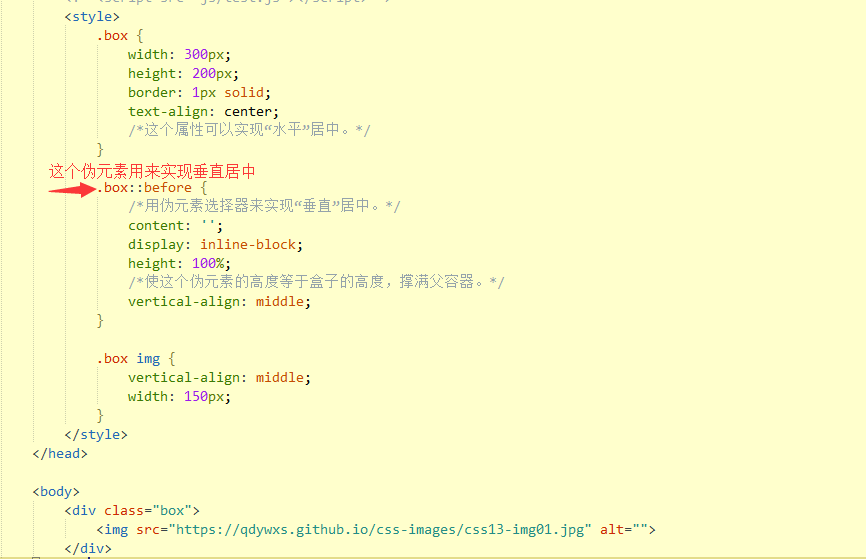 <style>
.box {
width: 300px;
height: 200px;
border: 1px solid;
text-align: center;
/*这个属性可以实现“水平”居中。*/
}
这个伪元素用来实现垂直居中
.box::before {
/*用伪元素选择器来实现“垂直”居中。*/
content: '';
display: inline-block;
height: 100%;
/*使这个伪元素的高度等于盒子的高度，撑满父容器。*/
vertical-align: middle;
}
.box img {
vertical-align: middle;
width: 150px;
}
</style>
</head>
<body>
<div class="box">
<img src="https://qdywxs.github.io/css-images/css13-img01.jpg" alt="">
</div>